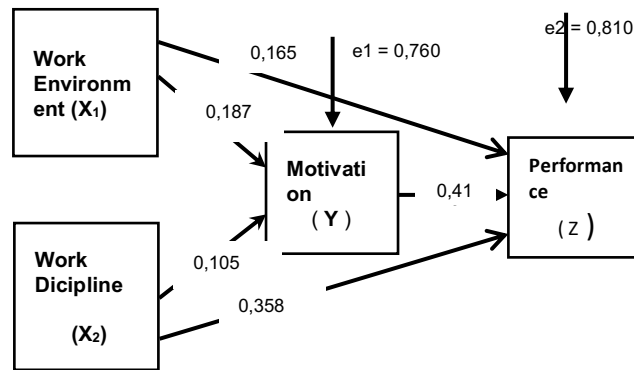 Work
Environm
ent (X₁)
0,165
e1 = 0,760
e2 = 0,810
0,187
Motivati
on
( Y )
0,41
Performan
ce
( Z )
Work
Dicipline
(X₂)
0,105
0,358